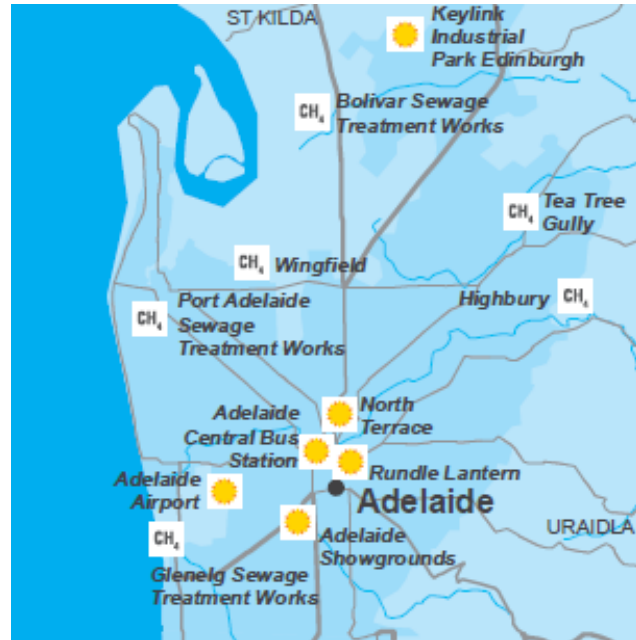 ST KILDA
Keylink
Industrial
Park Edinburgh
CH4
Bolivar Sewage
Treatment Works
CH4
Tea Tree
Gully
CH4
Wingfield
Highbury
CH4
CH4
Port Adelaide
Sewage
Treatment Works
North
Terrace
Adelaide
Central Bus
Station
Rundle Lantern
Adelaide
Airport
Adelaide
Adelaide
Showgrounds
URAIDLA
CH4
Glenelg Sewage
Treatment Works